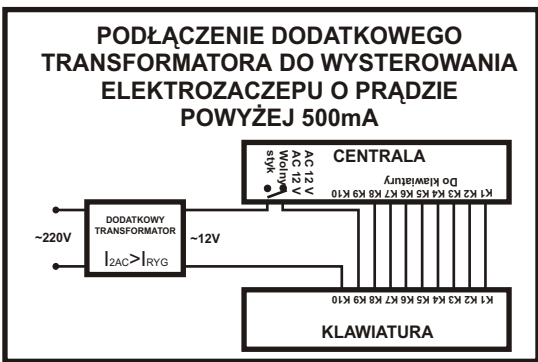 PODŁĄCZENIE DODATKOWEGO
TRANSFORMATORA DO WYSTEROWANIA
ELEKTROZACZEPU O PRĄDZIE
POWYŻEJ 500mA
CENTRALA
AC 12 V
AC 12 V
Wolny
styk
Do klawiatury
K10 K9 K8 K7 K6 K5 K4 K3 K2 K1
DODATKOWY
TRANSFORMATOR
I2AC>IRYG
~220V
~12V
K10 K9 K8 K7 K6 K5 K4 K3 K2 K1
KLAWIATURA